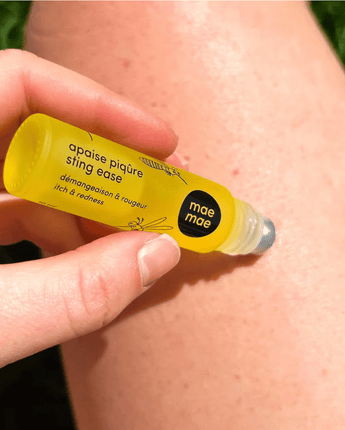 apaise piqûre
sting ease
démangeaison & rougeur
itch & redness
mae
mae